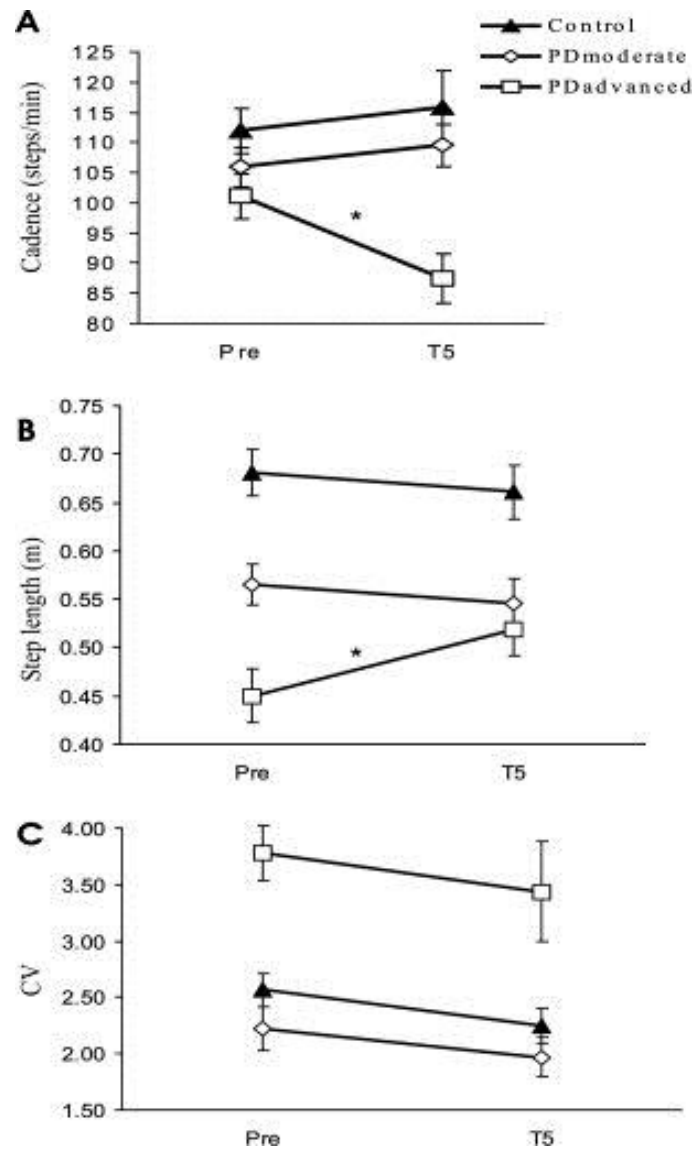 A
Control
PDmoderate
PDadvanced
125
120
115
110
105
100
95
90
85
80
Cadence (steps/min)
*
Pre T5
B
0.75
0.70
0.65
0.60
0.55
0.50
0.45
0.40
Step length (m)
*
Pre T5
C
4.00
3.50
3.00
2.50
2.00
1.50
CV
Pre T5